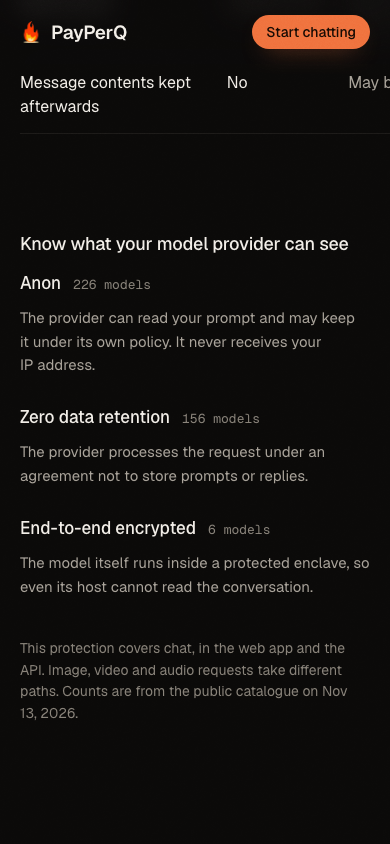 PayPerQ
Start chatting
Message contents kept No May b
afterwards
Know what your model provider can see
Anon 226 models
The provider can read your prompt and may keep
it under its own policy. It never receives your
IP address.
Zero data retention 156 models
The provider processes the request under an
agreement not to store prompts or replies.
End-to-end encrypted 6 models
The model itself runs inside a protected enclave, so
even its host cannot read the conversation.
This protection covers chat, in the web app and the
API. Image, video and audio requests take different
paths. Counts are from the public catalogue on Nov
13, 2026.